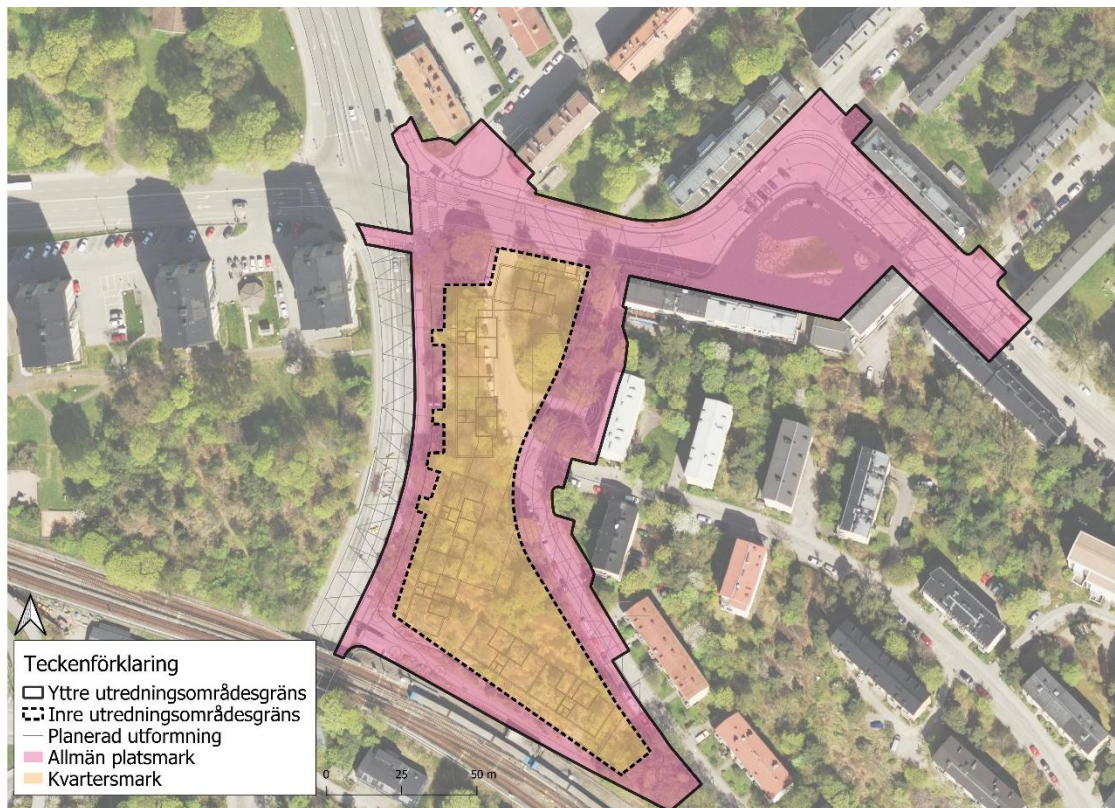 Teckenförklaring
Yttre utredningsområdesgräns
Inre utredningsområdesgräns
Planerad utformning
Allmän platsmark
Kvartersmark
0 25 50 m